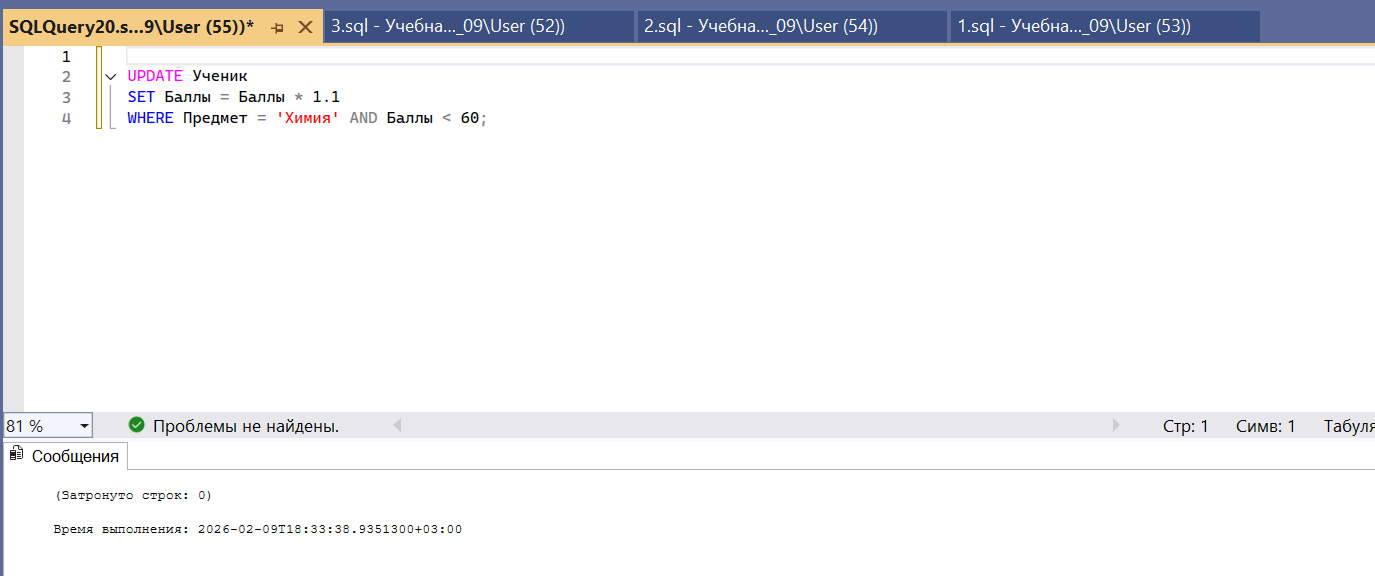 SQLQuery20.s...9\User (55))*
3.sql - Учебна..._09\User (52))
2.sql - Учебна..._09\User (54))
1.sql - Учебна..._09\User (53))
1
2 UPDATE Ученик
3 SET Баллы = Баллы * 1.1
4 WHERE Предмет = 'Химия' AND Баллы < 60;
81 % Проблемы не найдены. Стр: 1 Симв: 1 Табуля
Сообщения
(Затронуто строк: 0)
Время выполнения: 2026-02-09T18:33:38.9351300+03:00